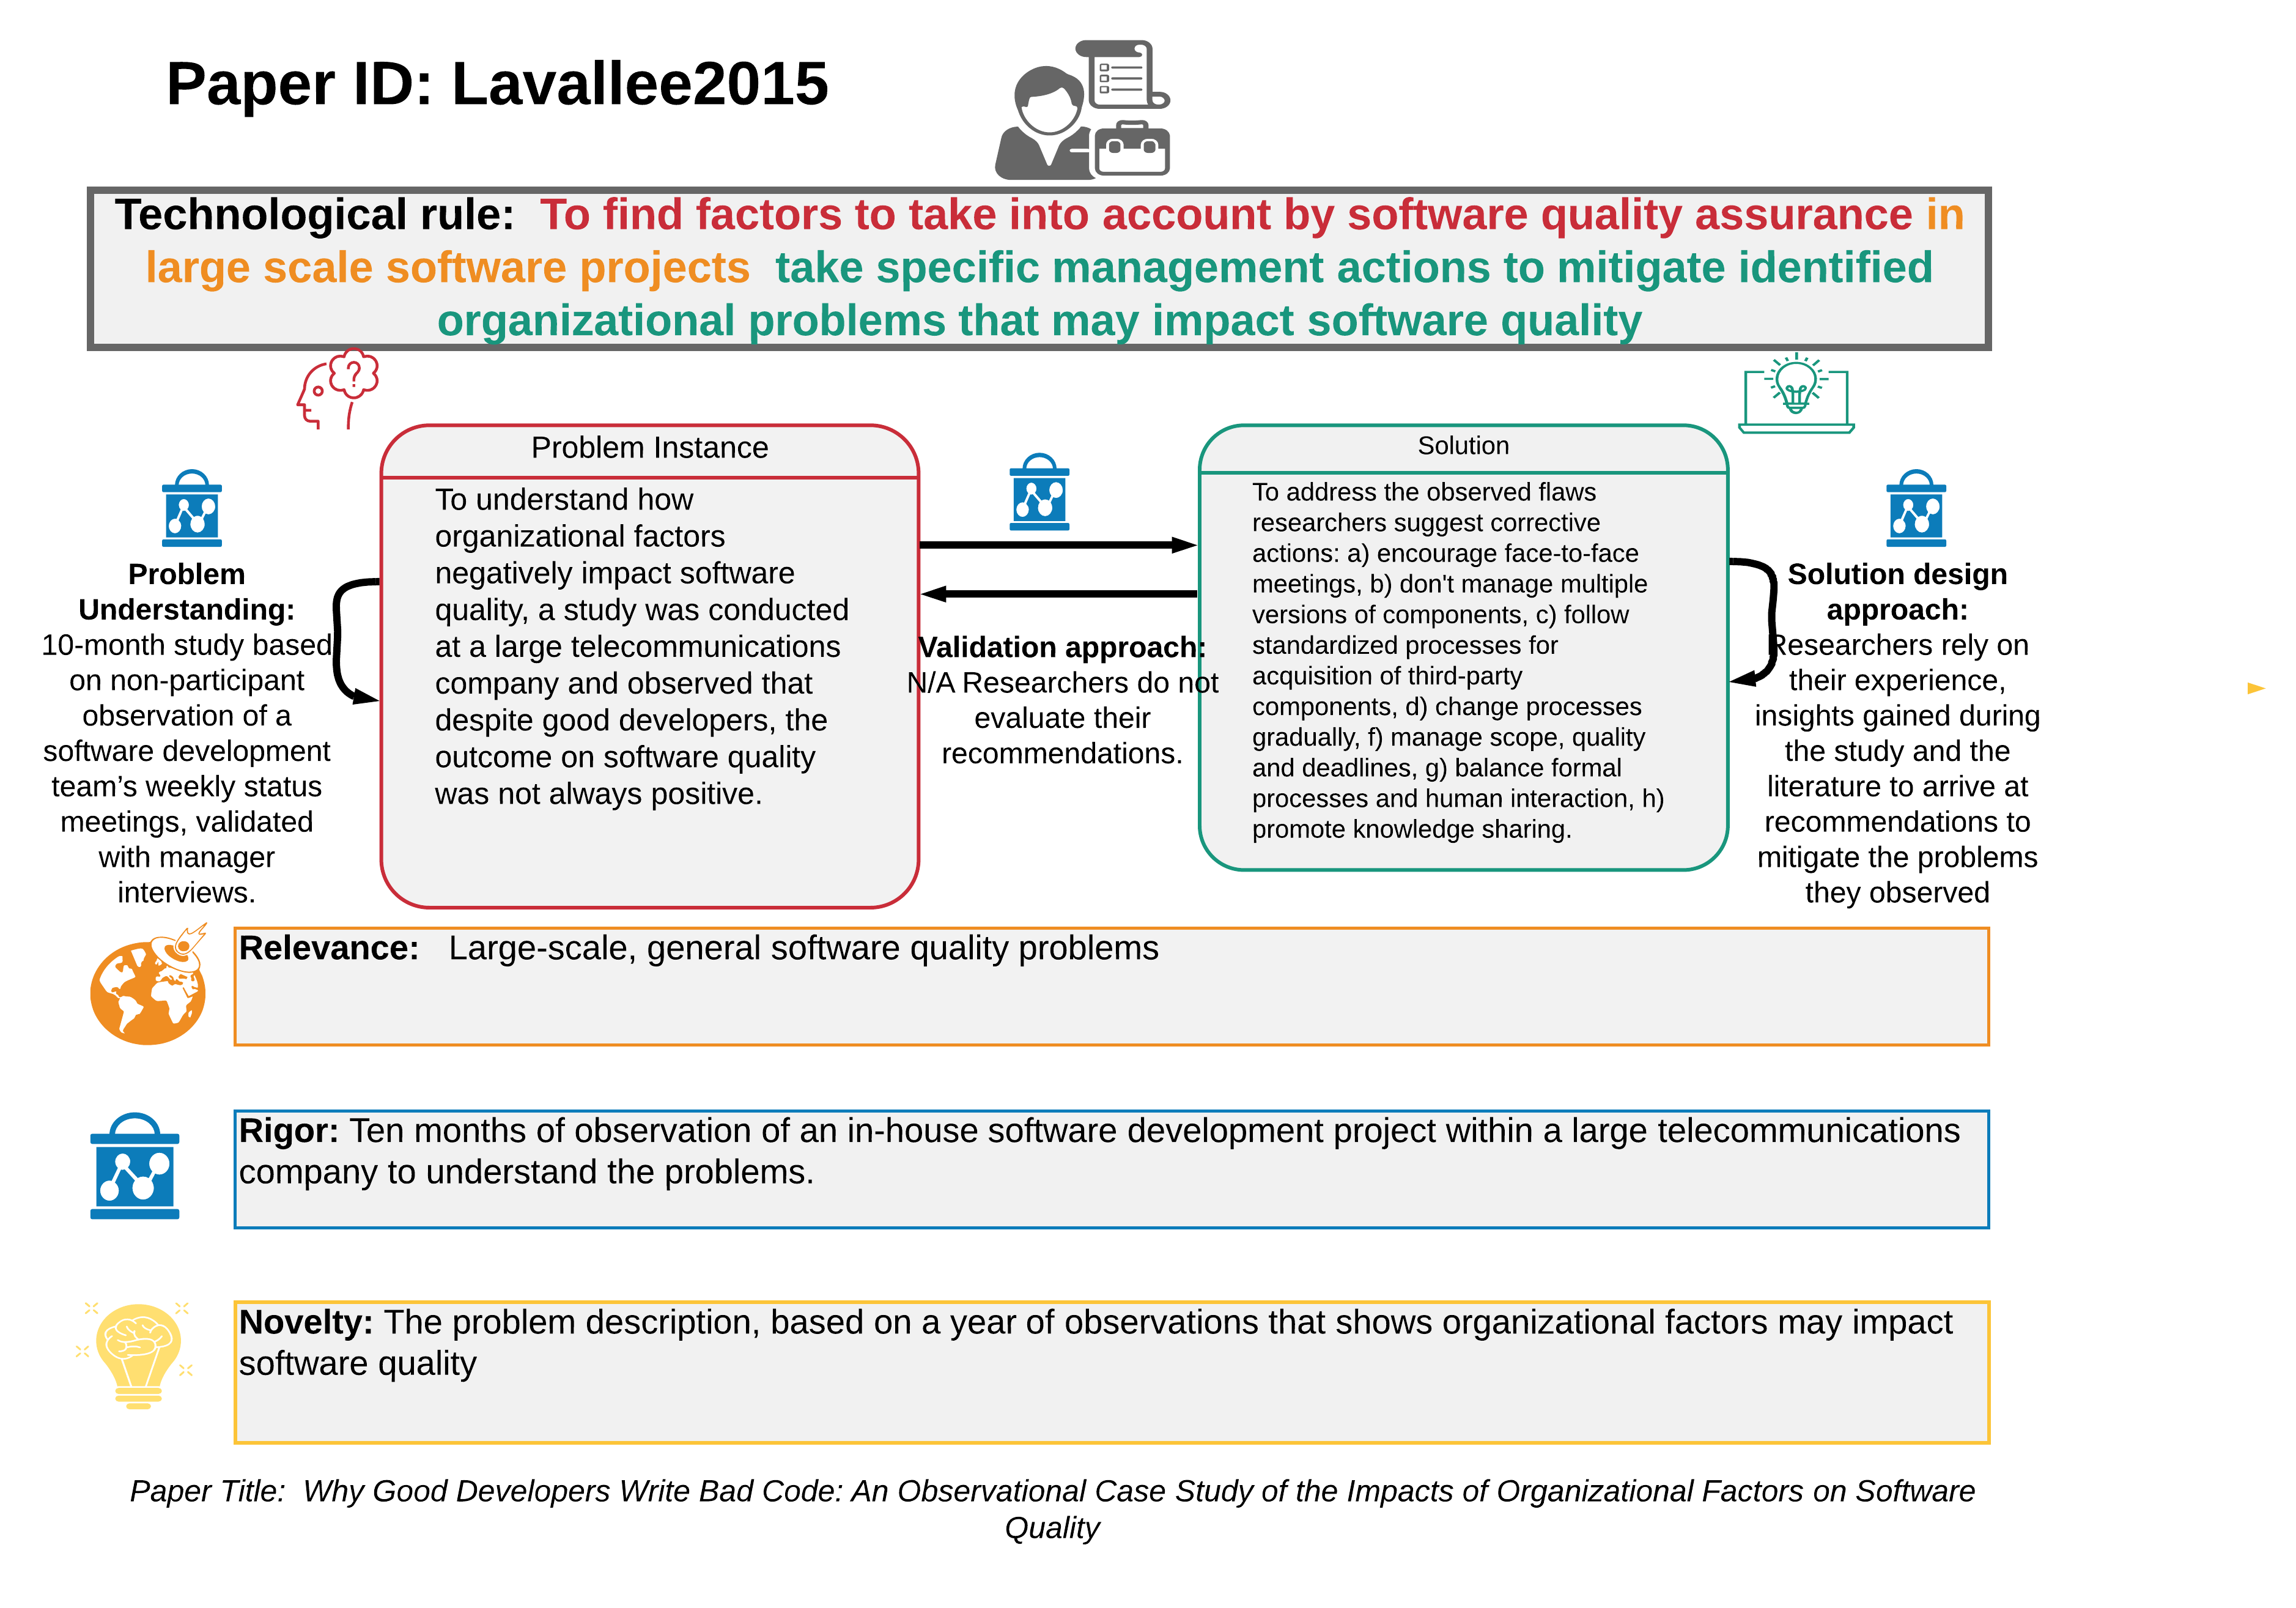 Paper ID: Lavallee2015
Technological rule: To find factors to take into account by software quality assurance in
large scale software projects take specific management actions to mitigate identified
organizational problems that may impact software quality
Problem
Understanding:
10-month study based
on non-participant
observation of a
software development
team’s weekly status
meetings, validated
with manager
interviews.
Problem Instance
To understand how
organizational factors
negatively impact software
quality, a study was conducted
at a large telecommunications
company and observed that
despite good developers, the
outcome on software quality
was not always positive.
Validation approach:
N/A Researchers do not
evaluate their
recommendations.
Solution
To address the observed flaws
researchers suggest corrective
actions: a) encourage face-to-face
meetings, b) don't manage multiple
versions of components, c) follow
standardized processes for
acquisition of third-party
components, d) change processes
gradually, f) manage scope, quality
and deadlines, g) balance formal
processes and human interaction, h)
promote knowledge sharing.
Solution design
approach:
Researchers rely on
their experience,
insights gained during
the study and the
literature to arrive at
recommendations to
mitigate the problems
they observed
Relevance: Large-scale, general software quality problems
Rigor: Ten months of observation of an in-house software development project within a large telecommunications
company to understand the problems.
Novelty: The problem description, based on a year of observations that shows organizational factors may impact
software quality
Paper Title: Why Good Developers Write Bad Code: An Observational Case Study of the Impacts of Organizational Factors on Software
Quality